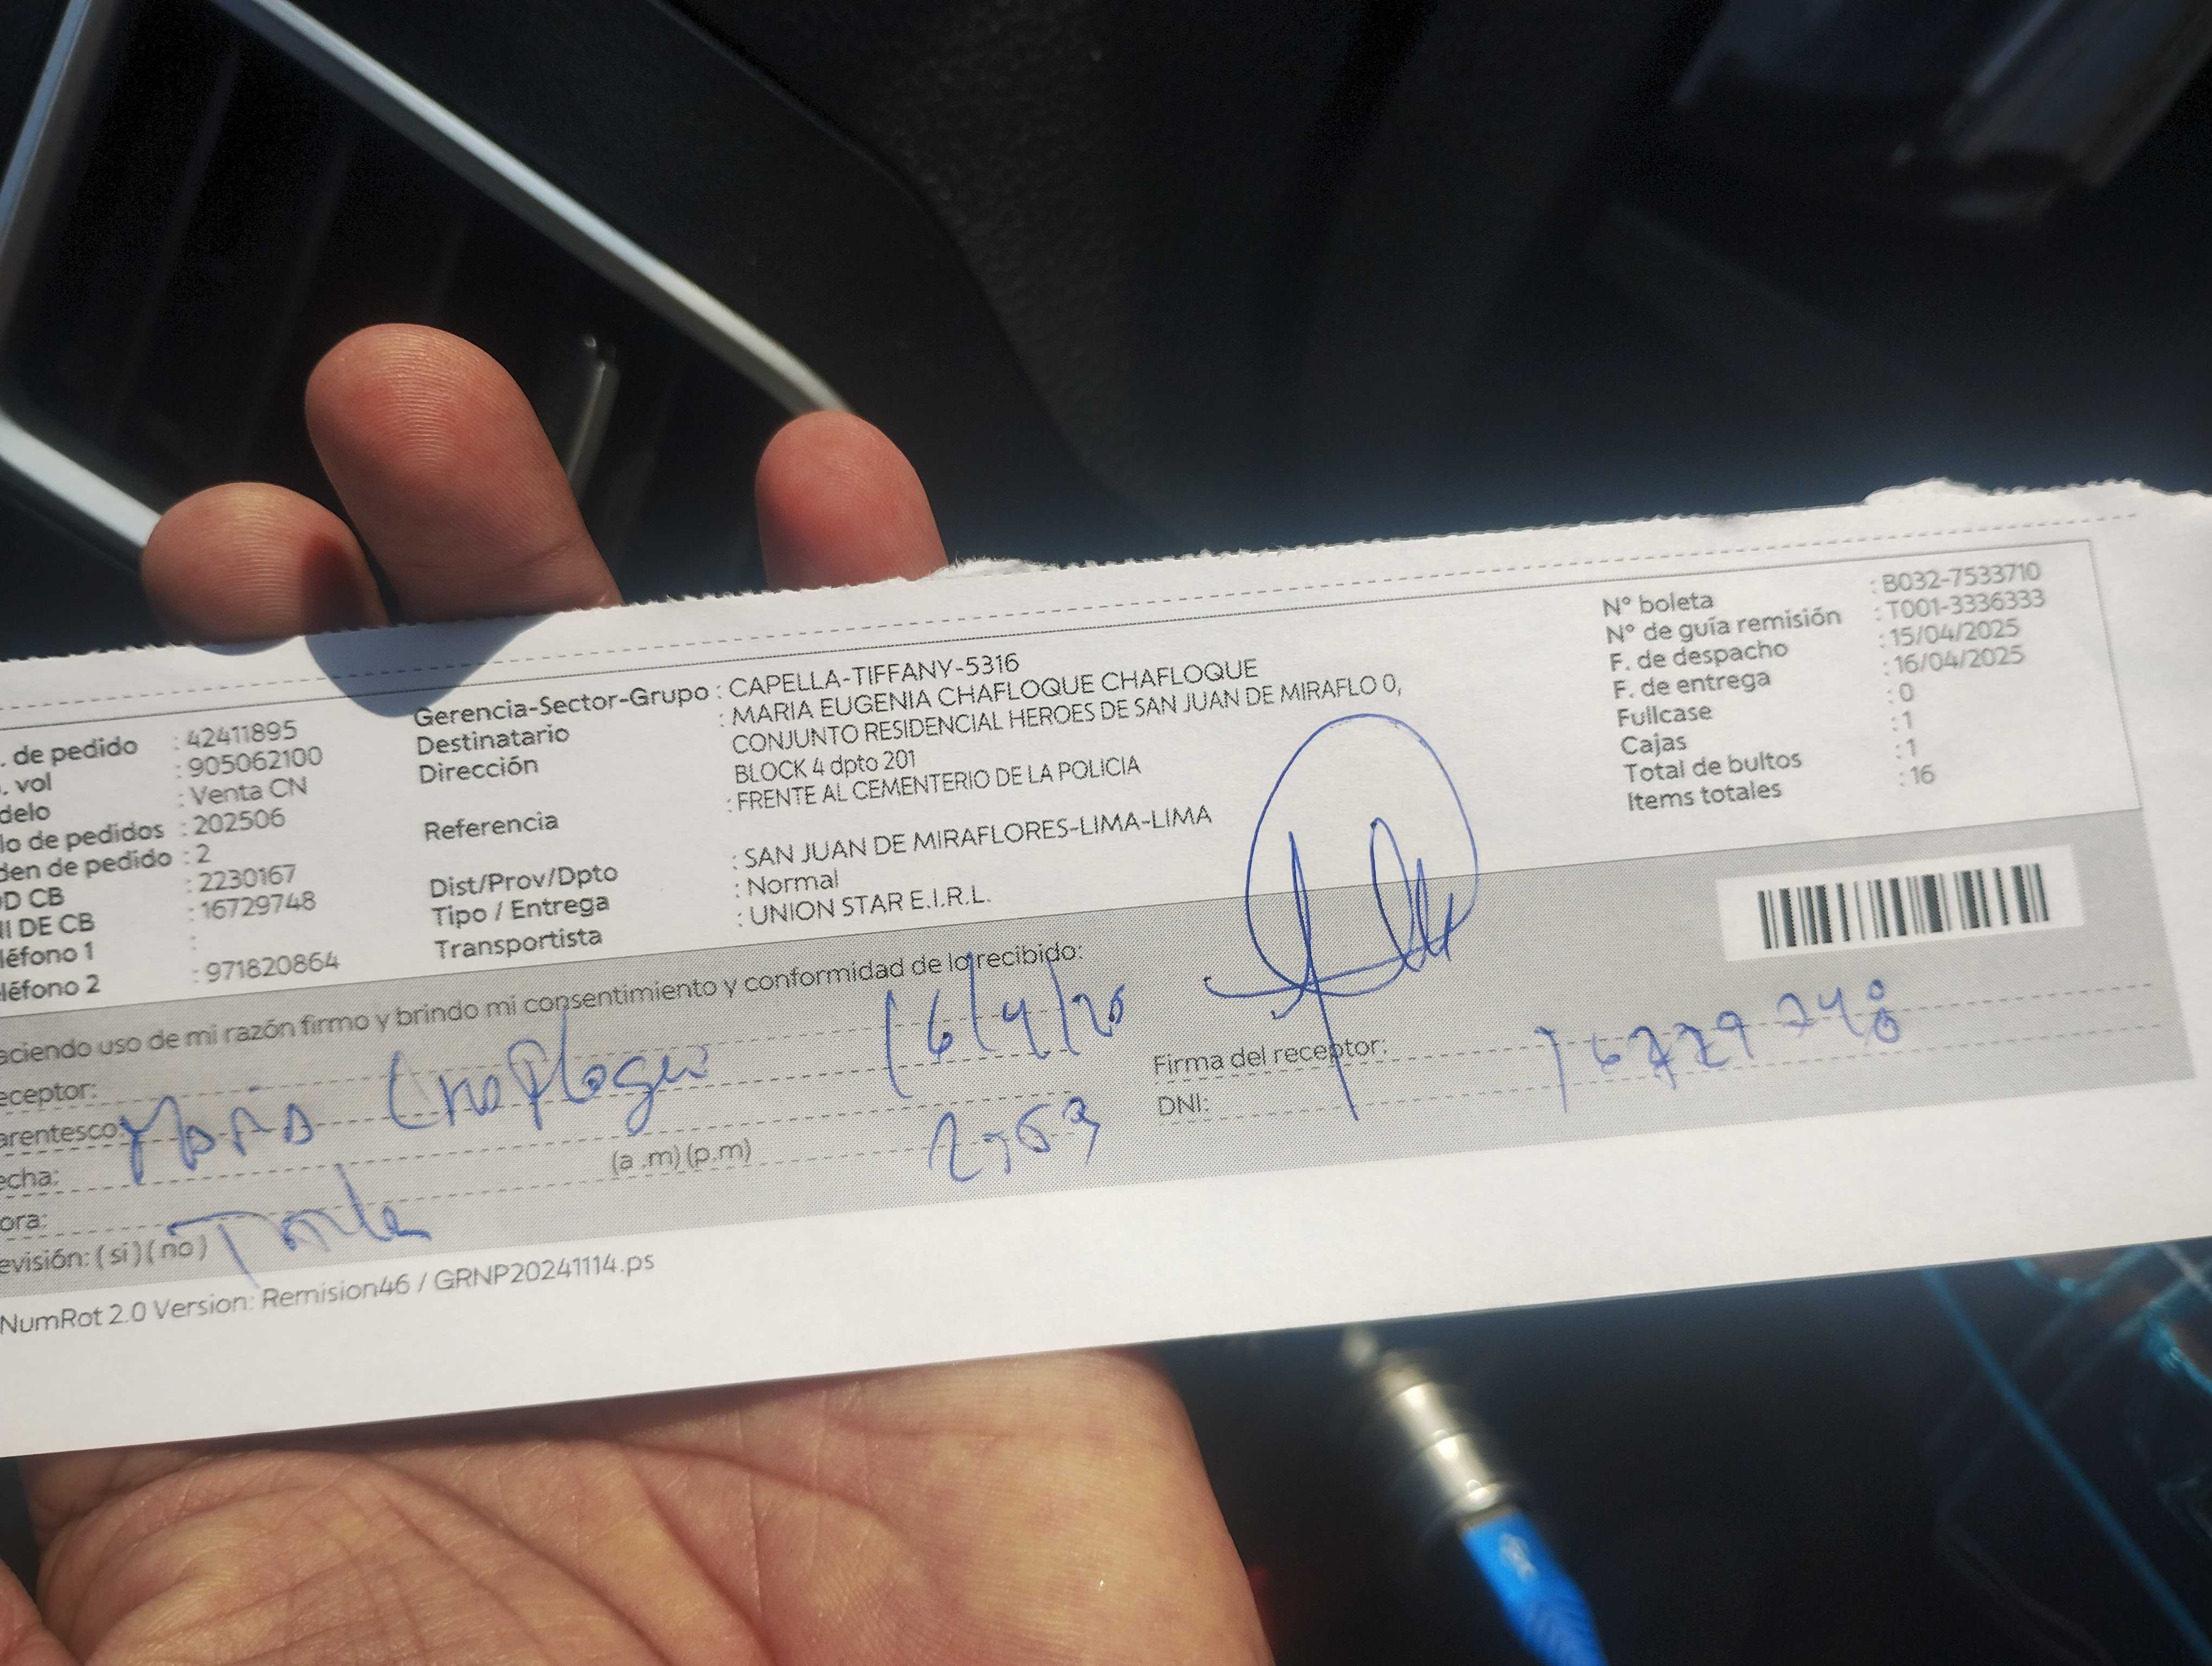 . de pedido : 42411895
. vol : 905062100
delo : Venta CN
lo de pedidos : 202506
den de pedido : 2
OD CB : 2230167
NI DE CB : 16729748
léfono 1 :
léfono 2 : 971820864
Gerencia-Sector-Grupo : CAPELLA-TIFFANY-5316
Destinatario : MARIA EUGENIA CHAFLOQUE CHAFLOQUE
Dirección CONJUNTO RESIDENCIAL HEROES DE SAN JUAN DE MIRAFLO 0,
BLOCK 4 dpto 201
Referencia : FRENTE AL CEMENTERIO DE LA POLICIA
Dist/Prov/Dpto : SAN JUAN DE MIRAFLORES-LIMA-LIMA
Tipo / Entrega : Normal
Transportista : UNION STAR E.I.R.L.
N° boleta : B032-7533710
N° de guía remisión : T001-3336333
F. de despacho : 15/04/2025
F. de entrega : 16/04/2025
Fullcase : 0
Cajas : 1
Total de bultos : 1
Items totales : 16
aciendo uso de mi razón firmo y brindo mi consentimiento y conformidad de lo recibido:
eceptor: 16/4/25
arentesco:
echa: (a .m) (p.m)
ora:
evisión: ( si ) ( no )
Firma del receptor:
DNI: 16729748
NumRot 2.0 Version: Remision46 / GRNP20241114.ps